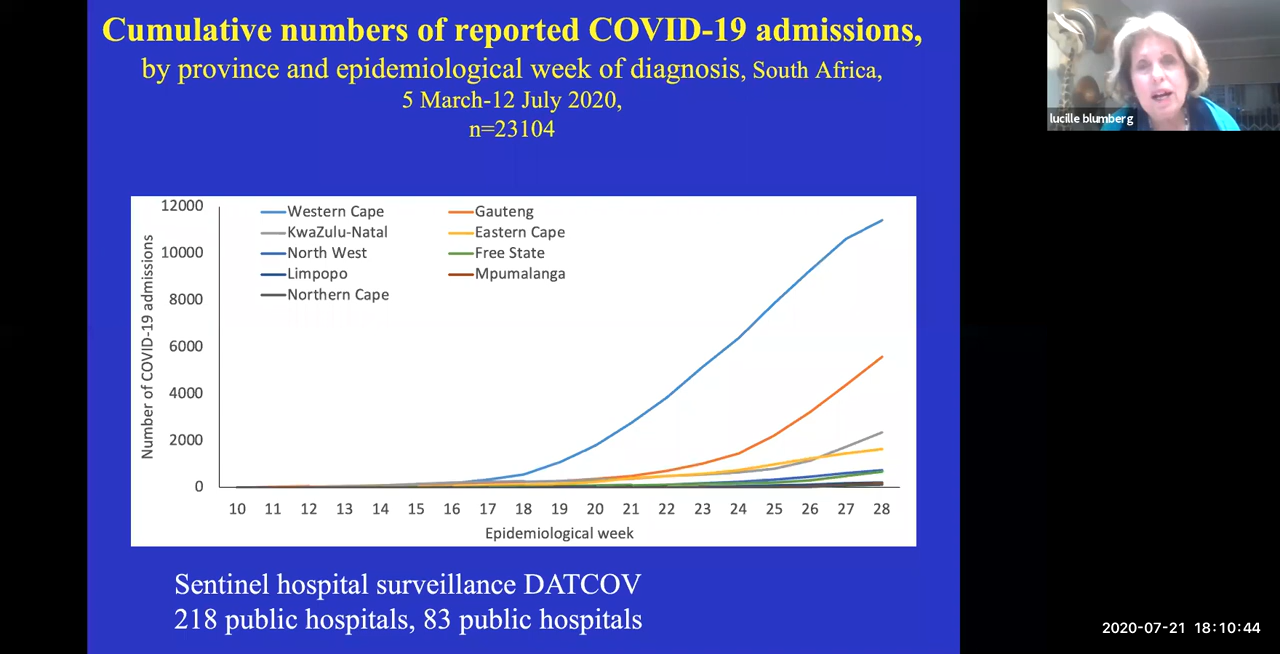 Cumulative numbers of reported COVID-19 admissions,
by province and epidemiological week of diagnosis, South Africa,
5 March-12 July 2020,
n=23104
lucille blumberg
Number of COVID-19 admissions
12000
10000
8000
6000
4000
2000
0
Western Cape
Gauteng
KwaZulu-Natal
Eastern Cape
North West
Free State
Limpopo
Mpumalanga
Northern Cape
10 11 12 13 14 15 16 17 18 19 20 21 22 23 24 25 26 27 28
Epidemiological week
Sentinel hospital surveillance DATCOV
218 public hospitals, 83 public hospitals
2020-07-21 18:10:44